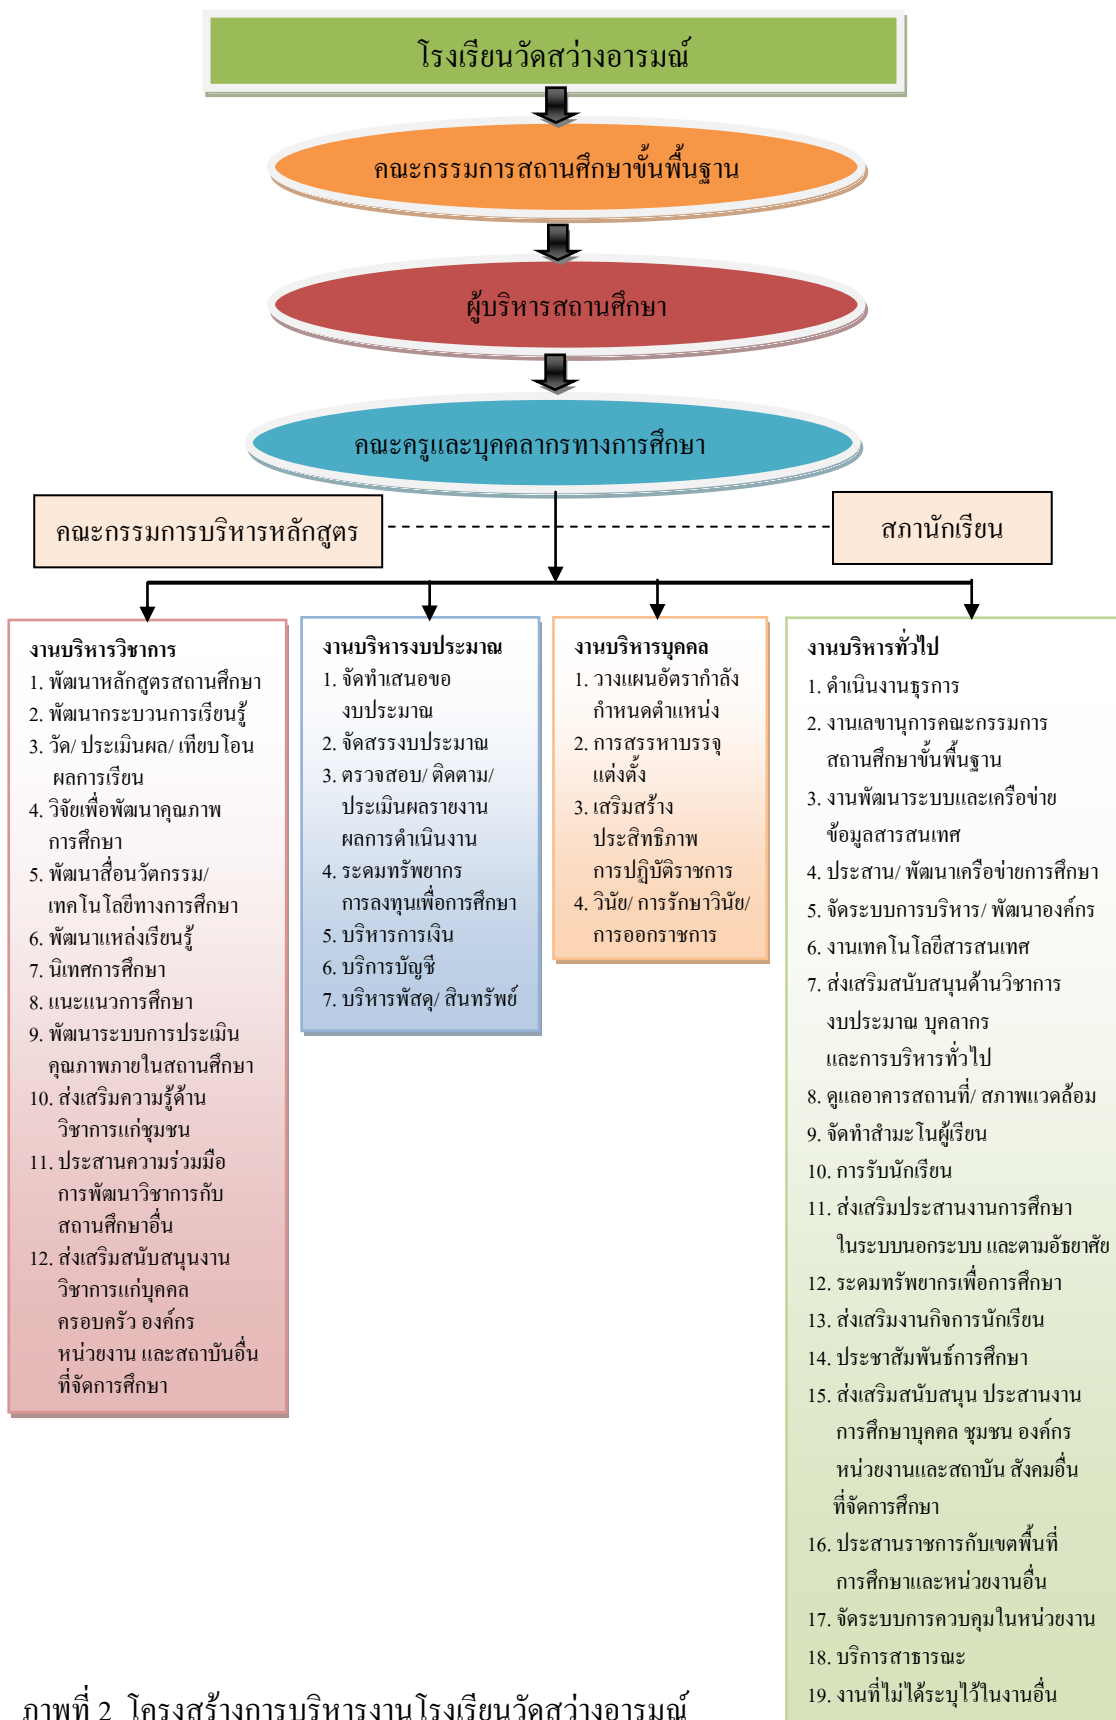 โรงเรียนวัดสว่างอารมณ์
คณะกรรมการสถานศึกษาขั้นพื้นฐาน
ผู้บริหารสถานศึกษา
คณะครูและบุคคลากรทางการศึกษา
คณะกรรมการบริหารหลักสูตร
สภานักเรียน
งานบริหารวิชาการ
1. พัฒนาหลักสูตรสถานศึกษา
2. พัฒนากระบวนการเรียนรู้
3. วัด/ ประเมินผล/ เทียบโอน
ผลการเรียน
4. วิจัยเพื่อพัฒนาคุณภาพ
การศึกษา
5. พัฒนาสื่อนวัตกรรม/
เทคโนโลยีทางการศึกษา
6. พัฒนาแหล่งเรียนรู้
7. นิเทศการศึกษา
8. แนะแนวการศึกษา
9. พัฒนาระบบการประเมิน
คุณภาพภายในสถานศึกษา
10. ส่งเสริมความรู้ด้าน
วิชาการแก่ชุมชน
11. ประสานความร่วมมือ
การพัฒนาวิชาการกับ
สถานศึกษาอื่น
12. ส่งเสริมสนับสนุนงาน
วิชาการแก่บุคคล
ครอบครัว องค์กร
หน่วยงาน และสถาบันอื่น
ที่จัดการศึกษา
งานบริหารงบประมาณ
1. จัดทำเสนอขอ
งบประมาณ
2. จัดสรรงบประมาณ
3. ตรวจสอบ/ ติดตาม/
ประเมินผลรายงาน
ผลการดำเนินงาน
4. ระดมทรัพยากร
การลงทุนเพื่อการศึกษา
5. บริหารการเงิน
6. บริการบัญชี
7. บริหารพัสดุ/ สินทรัพย์
งานบริหารบุคคล
1. วางแผนอัตรากำลัง
กำหนดตำแหน่ง
2. การสรรหาบรรจุ
แต่งตั้ง
3. เสริมสร้าง
ประสิทธิภาพ
การปฏิบัติราชการ
4. วินัย/ การรักษาวินัย/
การออกราชการ
งานบริหารทั่วไป
1. ดำเนินงานธุรการ
2. งานเลขานุการคณะกรรมการ
สถานศึกษาขั้นพื้นฐาน
3. งานพัฒนาระบบและเครือข่าย
ข้อมูลสารสนเทศ
4. ประสาน/ พัฒนาเครือข่ายการศึกษา
5. จัดระบบการบริหาร/ พัฒนาองค์กร
6. งานเทคโนโลยีสารสนเทศ
7. ส่งเสริมสนับสนุนด้านวิชาการ
งบประมาณ บุคลากร
และการบริหารทั่วไป
8. ดูแลอาคารสถานที่/ สภาพแวดล้อม
9. จัดทำสำมะโนผู้เรียน
10. การรับนักเรียน
11. ส่งเสริมประสานงานการศึกษา
ในระบบนอกระบบ และตามอัธยาศัย
12. ระดมทรัพยากรเพื่อการศึกษา
13. ส่งเสริมงานกิจการนักเรียน
14. ประชาสัมพันธ์การศึกษา
15. ส่งเสริมสนับสนุน ประสานงาน
การศึกษาบุคคล ชุมชน องค์กร
หน่วยงานและสถาบัน สังคมอื่น
ที่จัดการศึกษา
16. ประสานราชการกับเขตพื้นที่
การศึกษาและหน่วยงานอื่น
17. จัดระบบการควบคุมในหน่วยงาน
18. บริการสาธารณะ
19. งานที่ไม่ได้ระบุไว้ในงานอื่น
ภาพที่ 2 โครงสร้างการบริหารงานโรงเรียนวัดสว่างอารมณ์